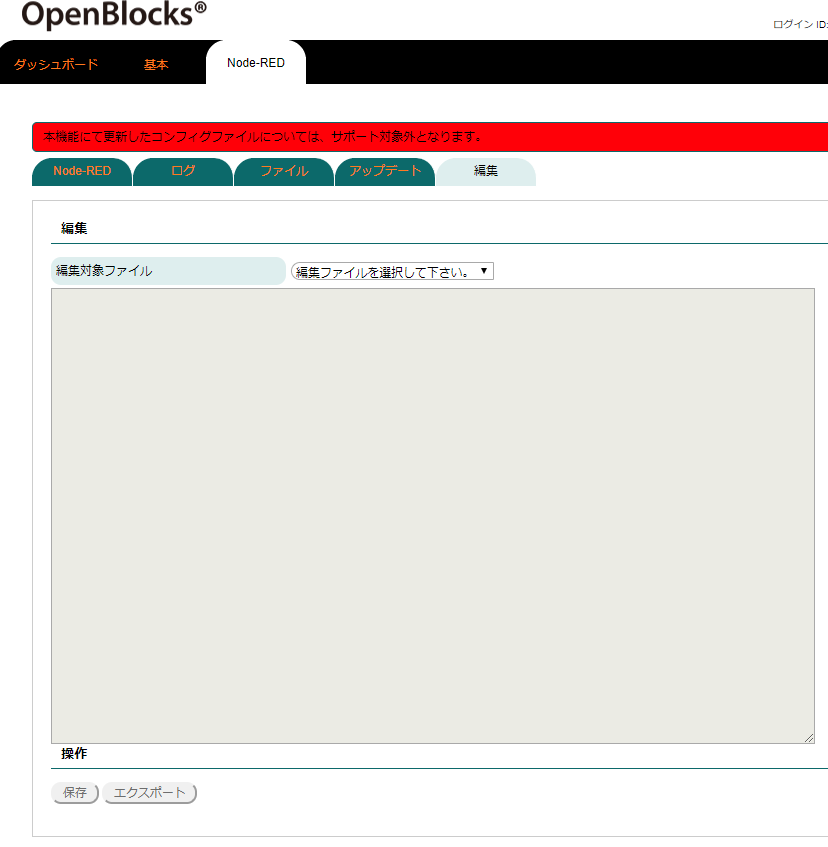 OpenBlocks®
ログイン ID:
ダッシュボード 基本 Node-RED
本機能にて更新したコンフィグファイルについては、サポート対象外となります。
Node-RED ログ ファイル アップデート 編集
編集
編集対象ファイル 編集ファイルを選択して下さい。
操作
保存 エクスポート